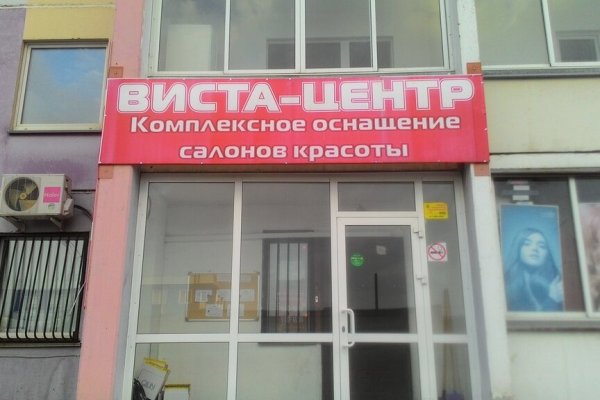 ВИСТА-ЦЕНТР
Комплексное оснащение
салонов красоты